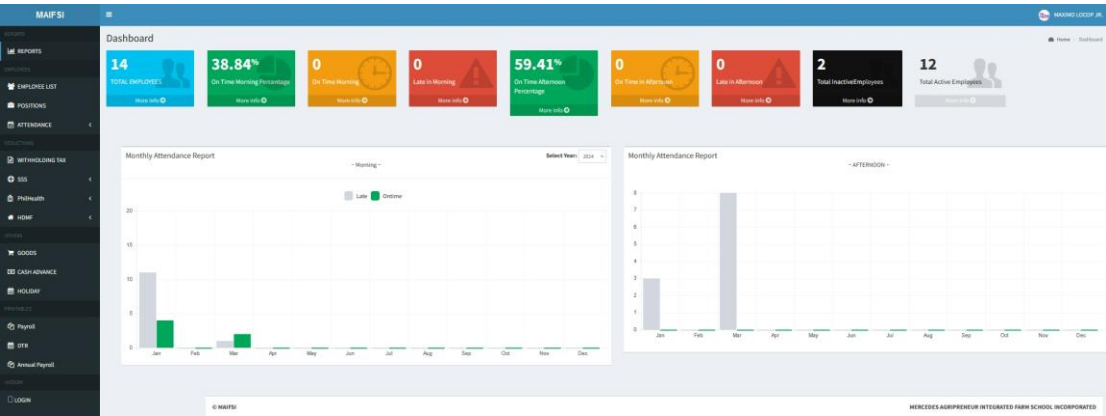 MAIFSI
MAXIMO LOCOP JR.
REPORTS
REPORTS
EMPLOYEES
EMPLOYEE LIST
POSITIONS
ATTENDANCE
DEDUCTIONS
WITHHOLDING TAX
SSS
PhilHealth
HDMF
GOODS
CASH ADVANCE
HOLIDAY
PRINTABLES
Payroll
DTR
Annual Payroll
LOGIN
Dashboard
Home > Dashboard
14
TOTAL EMPLOYEES
More info
38.84%
On Time Morning Percentage
More info
0
On Time Morning
More info
0
Late in Morning
More info
59.41%
On Time Afternoon
Percentage
More info
0
On Time in Afternoon
More info
0
Late in Afternoon
More info
2
Total InactiveEmployees
More info
12
Total Active Employees
More info
Monthly Attendance Report
~ Morning ~
Select Year: 2024
Late Ontime
20
15
10
5
0
Jan Feb Mar Apr May Jun Jul Aug Sep Oct Nov Dec
Monthly Attendance Report
~ AFTERNOON ~
8
7
6
5
4
3
2
1
0
Jan Feb Mar Apr May Jun Jul Aug Sep Oct Nov Dec
© MAIFSI
MERCEDES AGRIPRENEUR INTEGRATED FARM SCHOOL INCORPORATED